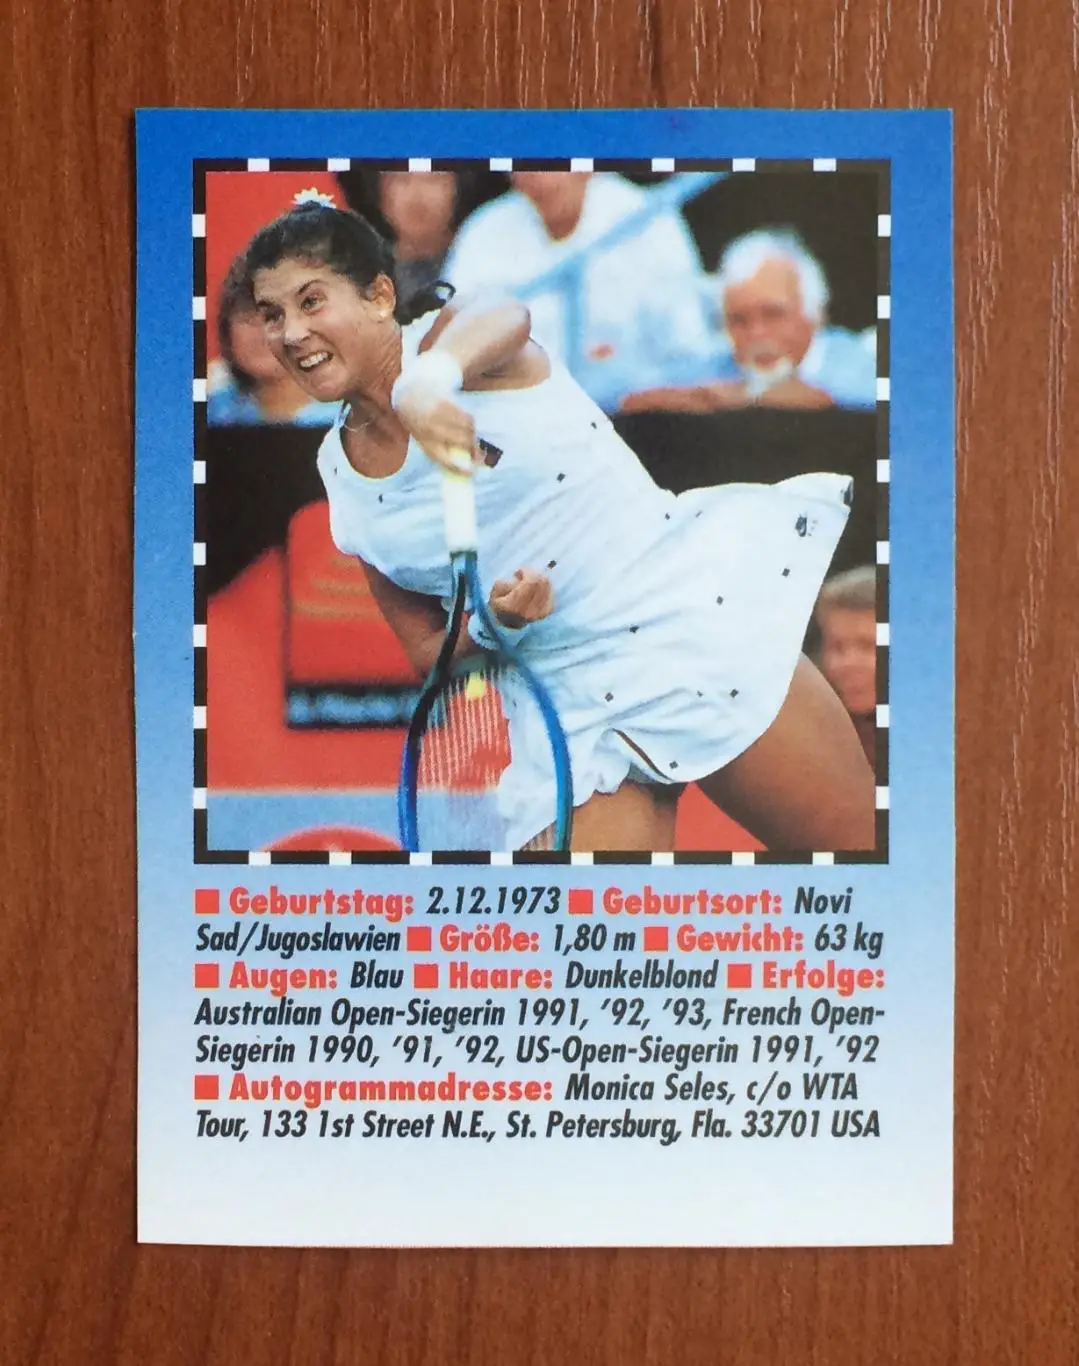 ■ Geburtstag: 2.12.1973 ■ Geburtsort: Novi
Sad/Jugoslawien ■ Größe: 1,80 m ■ Gewicht: 63 kg
■ Augen: Blau ■ Haare: Dunkelblond ■ Erfolge:
Australian Open-Siegerin 1991, '92, '93, French Open-
Siegerin 1990, '91, '92, US-Open-Siegerin 1991, '92
■ Autogrammadresse: Monica Seles, c/o WTA
Tour, 133 1st Street N.E., St. Petersburg, Fla. 33701 USA